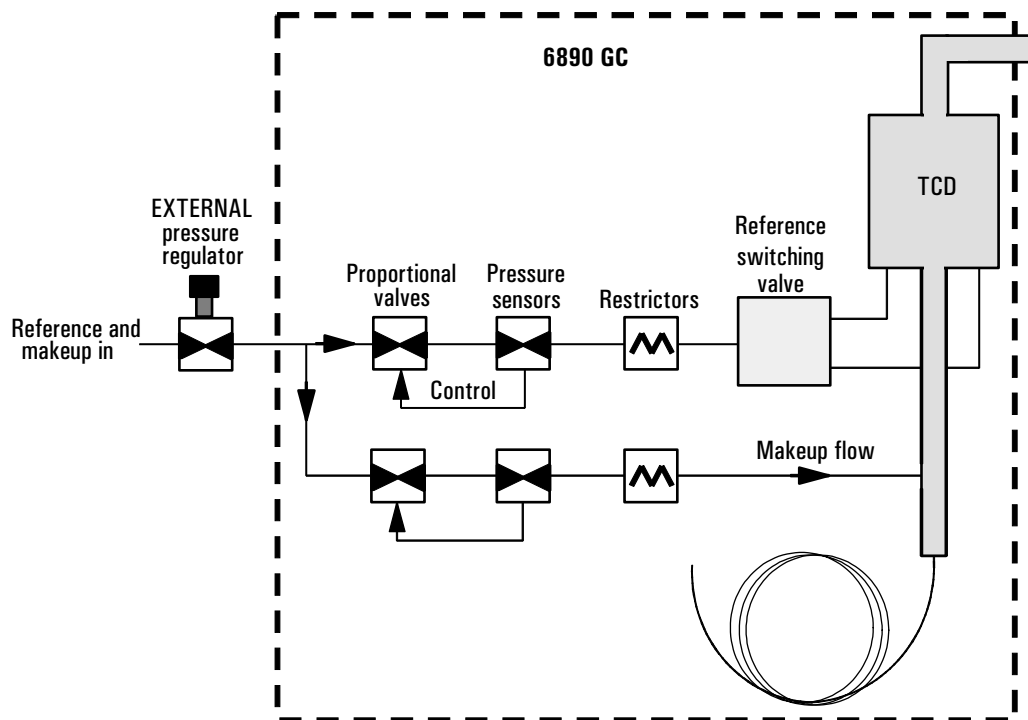 6890 GC
TCD
EXTERNAL
pressure
regulator
Reference
switching
valve
Proportional
valves
Pressure
sensors
Restrictors
Reference and
makeup in
Control
Makeup flow